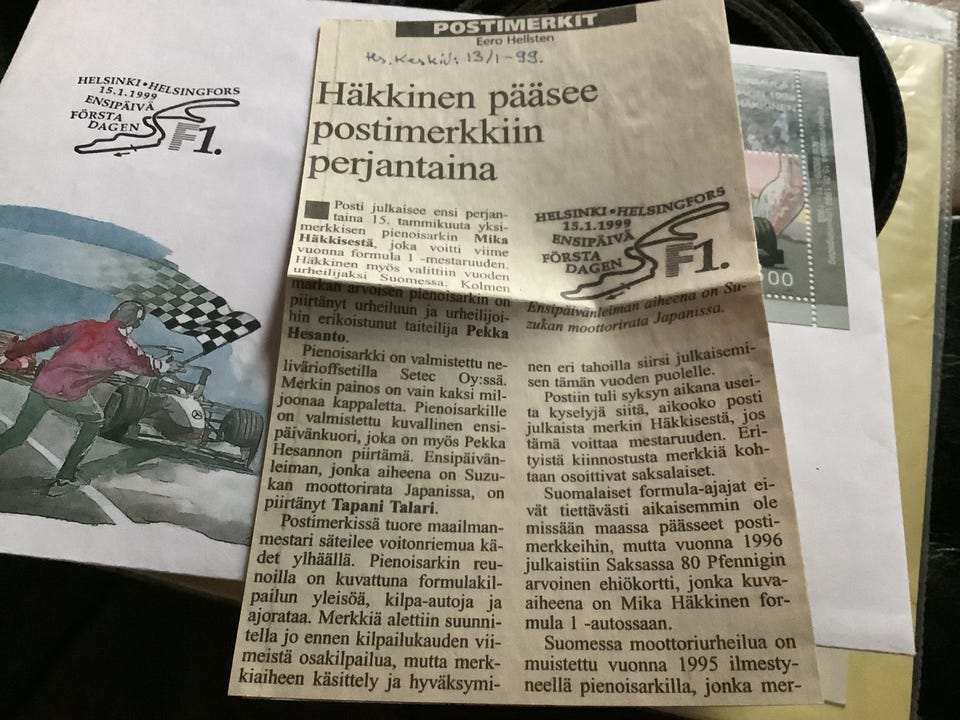 HELSINKI • HELSINGFORS
15.1.1999
ENSIPÄIVÄ
FÖRSTA
DAGEN
F1.
POSTIMERKIT
Eero Hellsten
Hs. Keskiv. 13/1-99.
Häkkinen pääsee
postimerkkiin
perjantaina
Posti julkaisee ensi perjan-
taina 15. tammikuuta yksi-
merkkisen pienoisarkin Mika
Häkkisestä, joka voitti viime
vuonna formula 1 -mestaruuden.
Häkkinen myös valittiin vuoden
urheilijaksi Suomessa. Kolmen
markan arvoisen pienoisarkin on
piirtänyt urheiluun ja urheilijoi-
hin erikoistunut taiteilija Pekka
Hesanto.
Pienoisarkki on valmistettu ne-
livärioffsetilla Setec Oy:ssä.
Merkin painos on vain kaksi mil-
joonaa kappaletta. Pienoisarkille
on valmistettu kuvallinen ensi-
päivänkuori, joka on myös Pekka
Hesannon piirtämä. Ensipäivän-
leiman, jonka aiheena on Suzu-
kan moottorirata Japanissa, on
piirtänyt Tapani Talari.
Postimerkissä tuore maailman-
mestari säteilee voitonriemua kä-
det ylhäällä. Pienoisarkin reu-
noilla on kuvattuna formulakil-
pailun yleisöä, kilpa-autoja ja
ajorataa. Merkiä alettiin suunni-
tella jo ennen kilpailukauden vii-
meistä osakilpailua, mutta merk-
kiaiheen käsittely ja hyväksymi-
HELSINKI • HELSINGFORS
15.1.1999
ENSIPÄIVÄ
FÖRSTA
DAGEN
F1.
Ensipäivänleiman aiheena on Su-
zukan moottorirata Japanissa.
nen eri tahoilla siirsi julkaisemi-
sen tämän vuoden puolelle.
Postiin tuli syksyn aikana usei-
ta kyselyjä siitä, aikooko posti
julkaista merkin Häkkisestä, jos
tämä voittaa mestaruuden. Eri-
tyistä kiinnostusta merkkiä koh-
taan osoittivat saksalaiset.
Suomalaiset formula-ajajat ei-
vät tiettävästi aikaisemmin ole
missään maassa päässeet posti-
merkkeihin, mutta vuonna 1996
julkaistiin Saksassa 80 Pfennigin
arvoinen ehiökortti, jonka kuva-
aiheena on Mika Häkkinen for-
mula 1 -autossaan.
Suomessa moottoriurheilua on
muistettu vuonna 1995 ilmesty-
neellä pienoisarkilla, jonka mer-